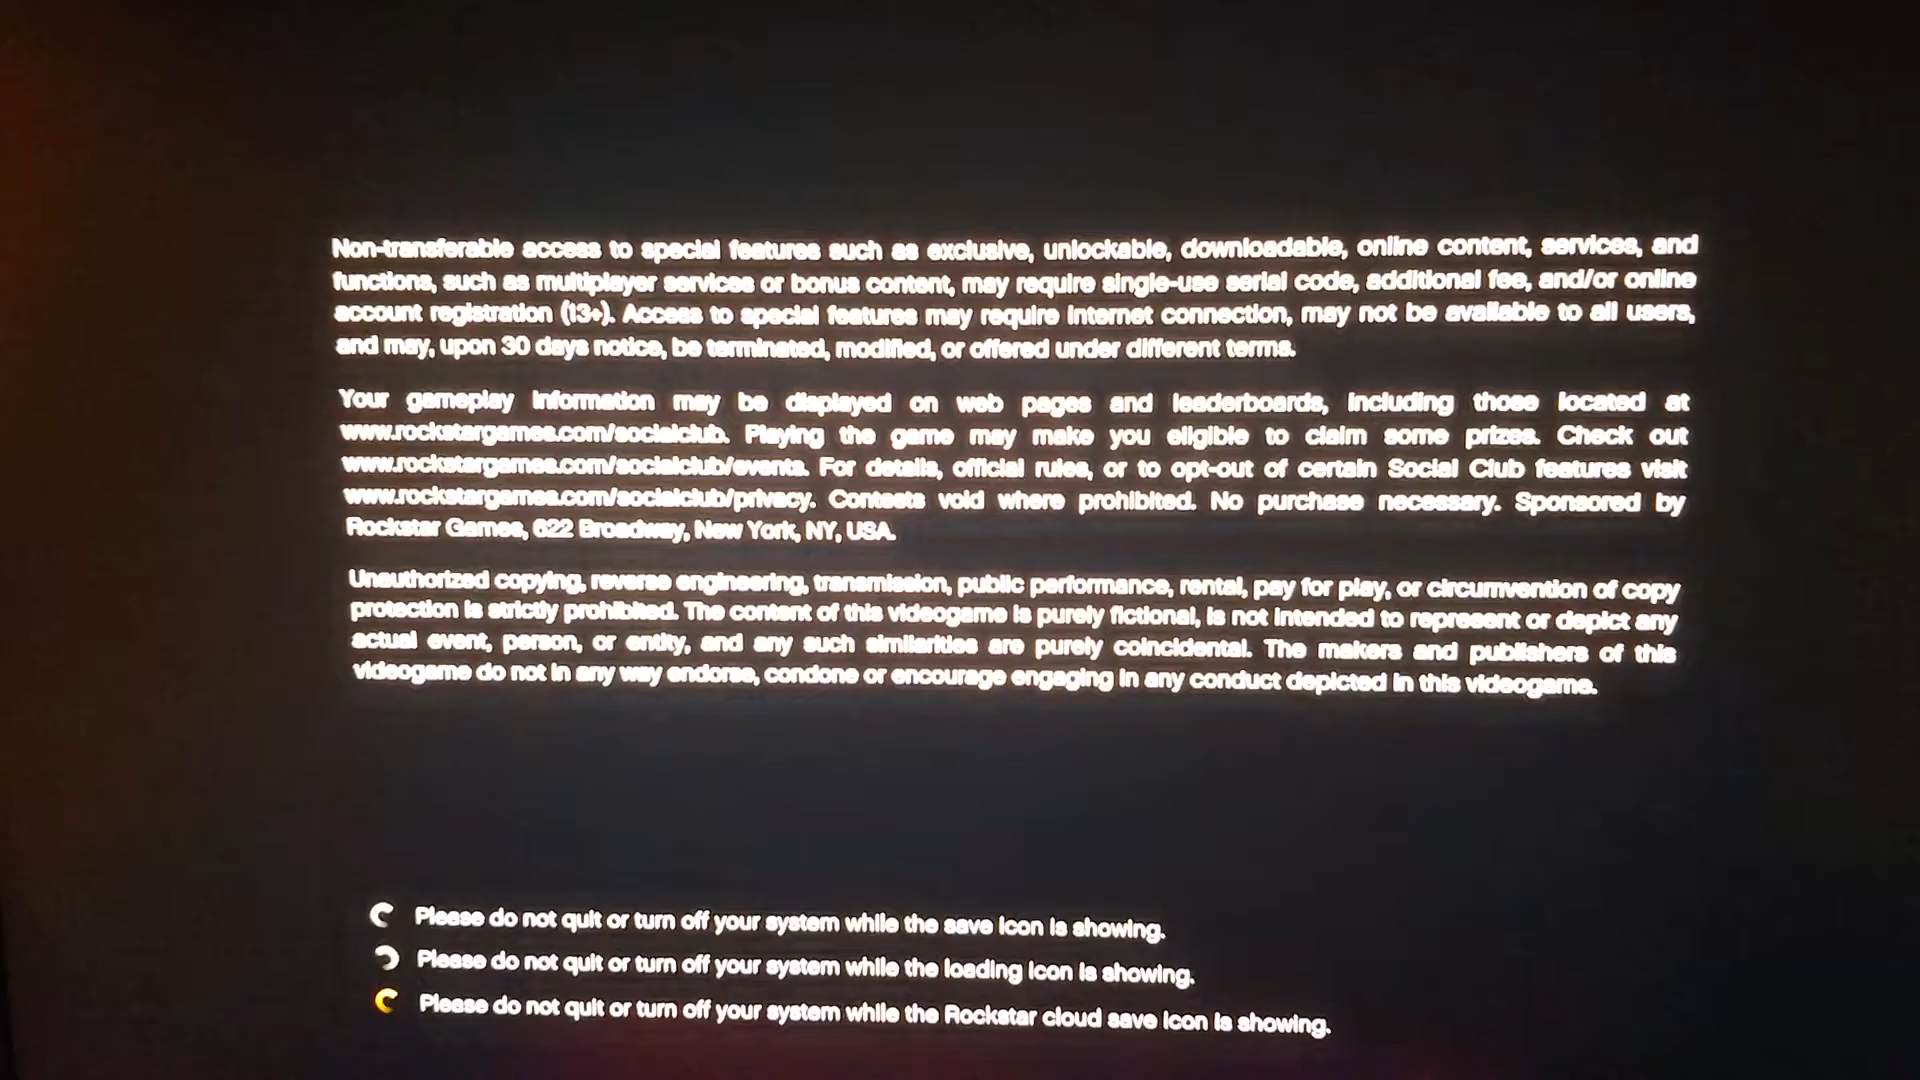 Non-transferable access to special features such as exclusive, unlockable, downloadable, online content, services, and
functions, such as multiplayer services or bonus content, may require single-use serial code, additional fee, and/or online
account registration (13+). Access to special features may require internet connection, may not be available to all users,
and may, upon 30 days notice, be terminated, modified, or offered under different terms.
Your gameplay information may be displayed on web pages and leaderboards, including those located at
www.rockstargames.com/socialclub. Playing the game may make you eligible to claim some prizes. Check out
www.rockstargames.com/socialclub/events. For details, official rules, or to opt-out of certain Social Club features visit
www.rockstargames.com/socialclub/privacy. Contests void where prohibited. No purchase necessary. Sponsored by
Rockstar Games, 622 Broadway, New York, NY, USA.
Unauthorized copying, reverse engineering, transmission, public performance, rental, pay for play, or circumvention of copy
protection is strictly prohibited. The content of this videogame is purely fictional, is not intended to represent or depict any
actual event, person, or entity, and any such similarities are purely coincidental. The makers and publishers of this
videogame do not in any way endorse, condone or encourage engaging in any conduct depicted in this videogame.
Please do not quit or turn off your system while the save icon is showing.
Please do not quit or turn off your system while the loading icon is showing.
Please do not quit or turn off your system while the Rockstar cloud save icon is showing.